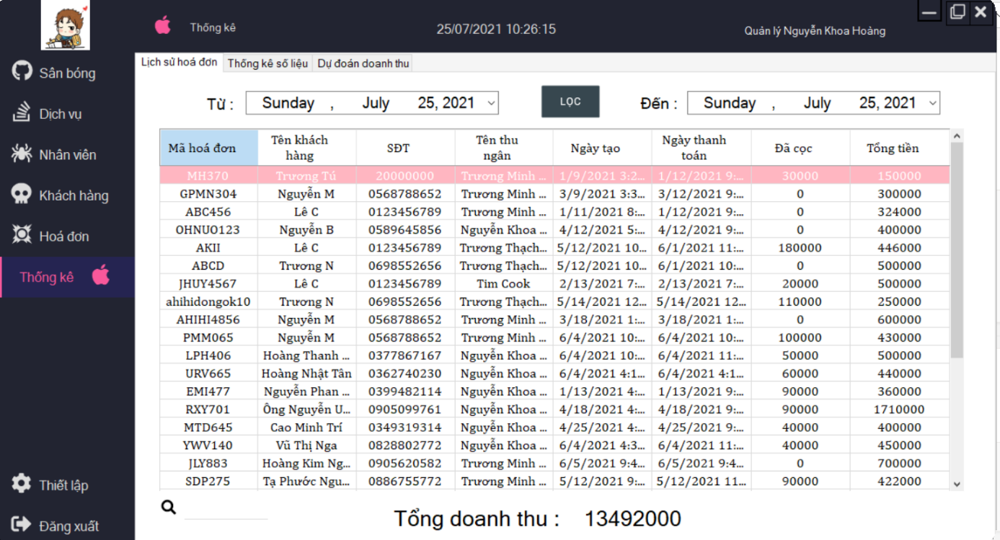 Thống kê
25/07/2021 10:26:15
Quản lý Nguyễn Khoa Hoàng
Sân bóng
Dịch vụ
Nhân viên
Khách hàng
Hoá đơn
Thống kê
Thiết lập
Đăng xuất
Lịch sử hoá đơn Thống kê số liệu Dự đoán doanh thu
Từ : Sunday , July 25, 2021 LỌC Đến : Sunday , July 25, 2021
Mã hoá đơn Tên khách hàng SĐT Tên thu ngân Ngày tạo Ngày thanh toán Đã cọc Tổng tiền
MH370 Trương Tú 20000000 Trương Minh ... 1/9/2021 3:2... 1/12/2021 9:... 30000 150000
GPMN304 Nguyễn M 0568788652 Trương Minh ... 3/9/2021 3:3... 3/12/2021 9:... 0 300000
ABC456 Lê C 0123456789 Trương Minh ... 1/11/2021 8:... 1/12/2021 9:... 0 324000
OHNUO123 Nguyễn B 0589645856 Nguyễn Khoa ... 4/12/2021 5:... 4/12/2021 9:... 0 400000
AKII Lê C 0123456789 Trương Thạch... 5/12/2021 10... 6/1/2021 11:... 180000 446000
ABCD Trương N 0698552656 Trương Thạch... 5/12/2021 10... 6/1/2021 10:... 0 500000
JHUY4567 Lê C 0123456789 Tim Cook 2/13/2021 7:... 2/13/2021 7:... 20000 500000
ahihidongok10 Trương N 0698552656 Trương Thạch... 5/14/2021 12... 5/14/2021 12... 110000 250000
AHIHI4856 Nguyễn M 0568788652 Trương Minh ... 3/18/2021 1:... 3/18/2021 1:... 0 600000
PMM065 Nguyễn M 0568788652 Trương Minh ... 6/4/2021 10:... 6/4/2021 10:... 100000 430000
LPH406 Hoàng Thanh ... 0377867167 Nguyễn Khoa ... 6/4/2021 10:... 6/4/2021 11:... 50000 500000
URV665 Hoàng Nhật Tân 0362740230 Nguyễn Khoa ... 6/4/2021 4:1... 6/4/2021 4:1... 60000 440000
EMI477 Nguyễn Phan ... 0399482114 Nguyễn Khoa ... 1/13/2021 4:... 1/13/2021 9:... 90000 360000
RXY701 Ông Nguyễn U... 0905099761 Nguyễn Khoa ... 4/18/2021 4:... 4/18/2021 9:... 90000 1710000
MTD645 Cao Minh Trí 0349319314 Nguyễn Khoa ... 4/25/2021 4:... 4/25/2021 9:... 40000 400000
YWV140 Vũ Thị Nga 0828802772 Nguyễn Khoa ... 6/4/2021 4:3... 6/4/2021 11:... 40000 450000
JLY883 Hoàng Kim Ng... 0905620582 Trương Minh ... 6/5/2021 9:4... 6/5/2021 9:4... 0 700000
SDP275 Tạ Phước Ngu... 0886755772 Trương Minh ... 5/12/2021 9:... 5/12/2021 11... 90000 422000
Tổng doanh thu : 13492000